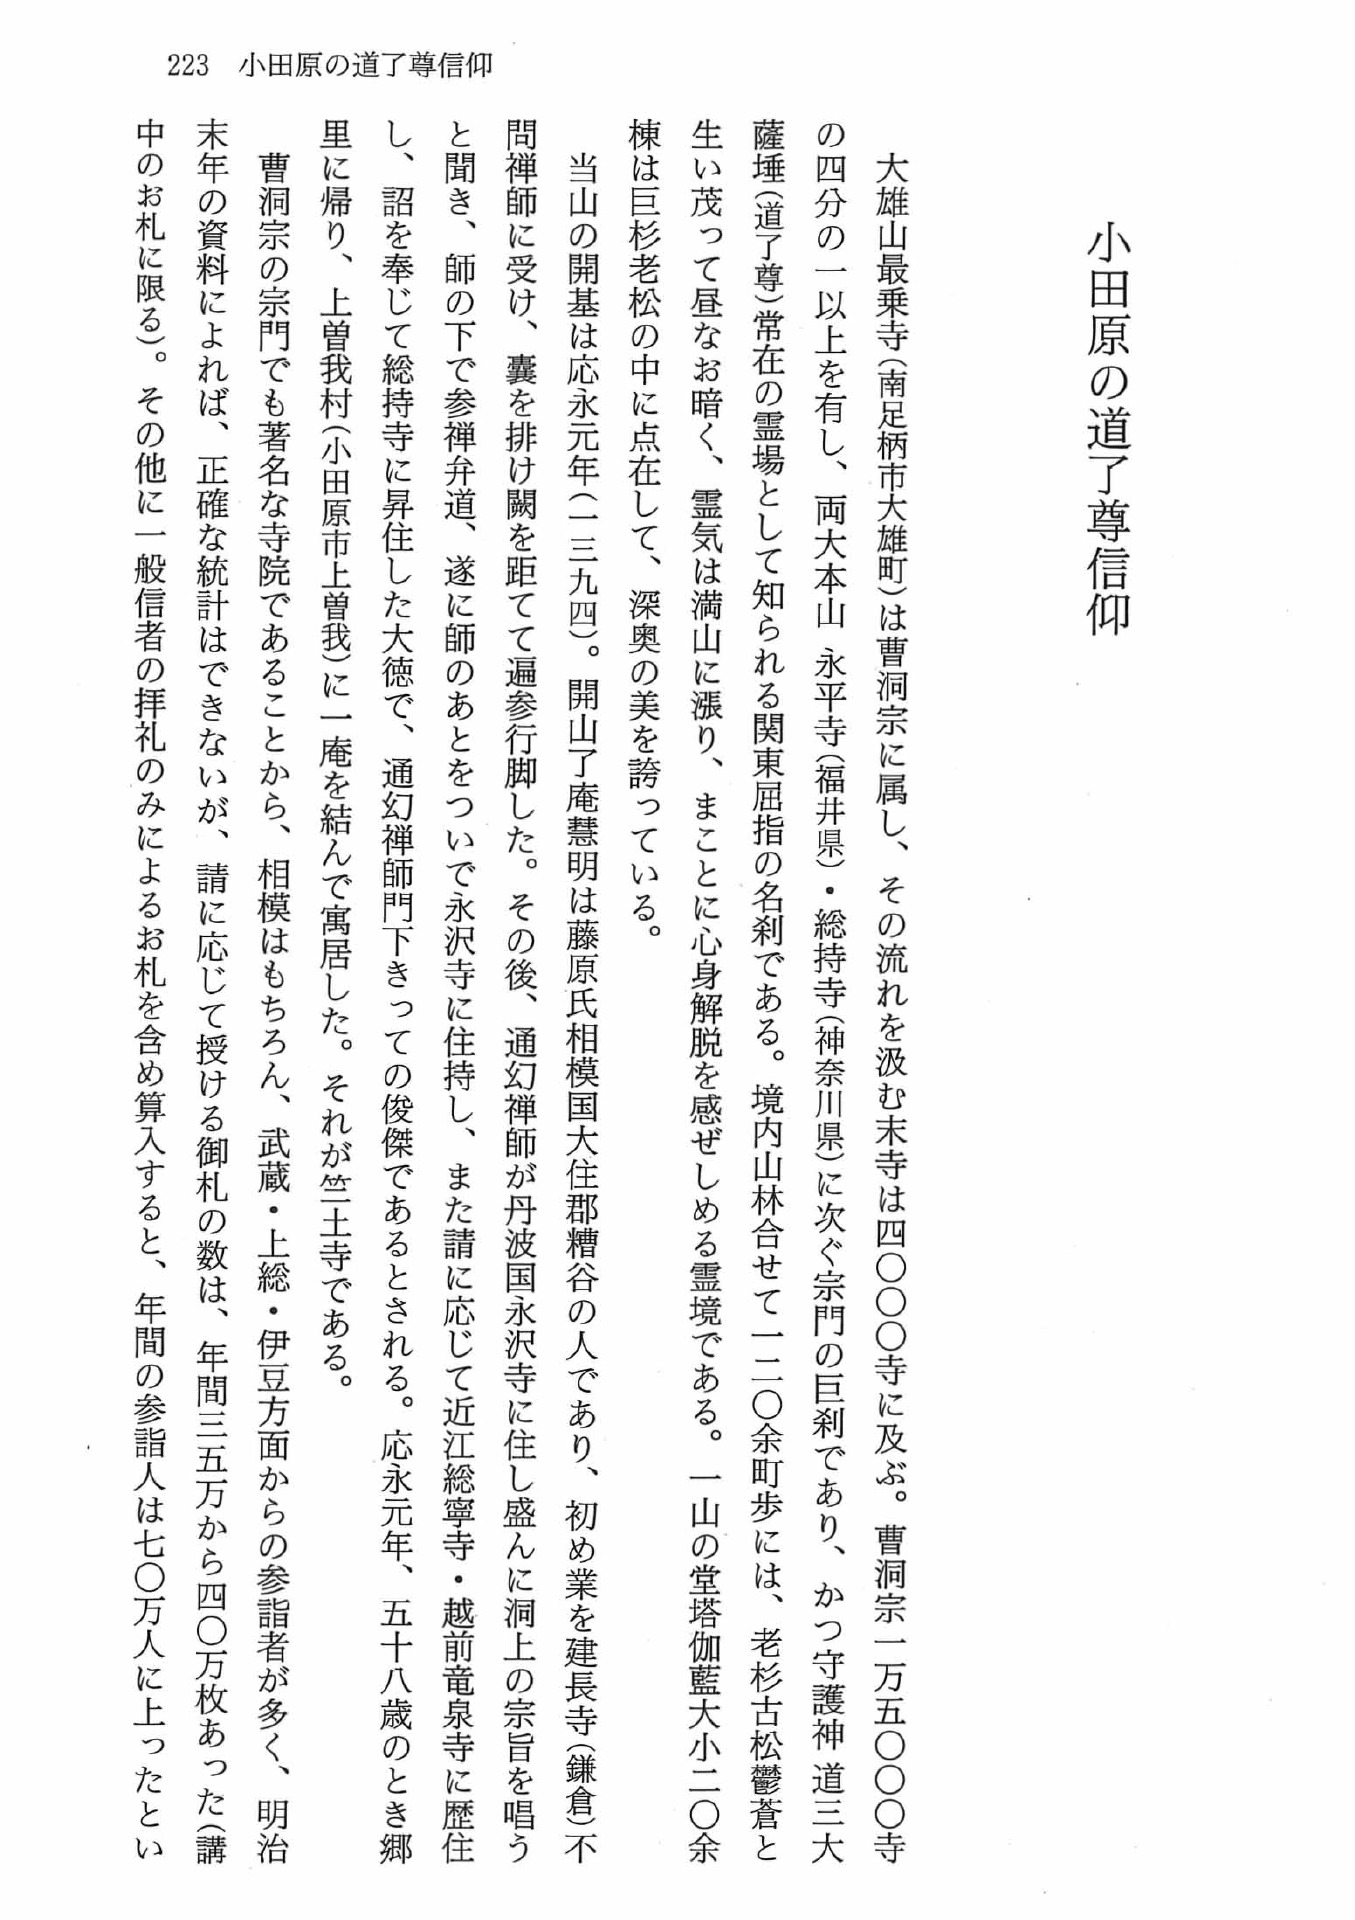 223 小田原の道了尊信仰
小田原の道了尊信仰
大雄山最乗寺(南足柄市大雄町)は曹洞宗に属し、その流れを汲む末寺は四〇〇〇寺に及ぶ。曹洞宗一万五〇〇〇寺
の四分の一以上を有し、両大本山 永平寺(福井県)・総持寺(神奈川県)に次ぐ宗門の巨刹であり、かつ守護神 道三大
薩埵(道了尊)常在の霊場として知られる関東屈指の名刹である。境内山林合せて一二〇余町歩には、老杉古松鬱蒼と
生い茂って昼なお暗く、霊気は満山に漲り、まことに心身解脱を感ぜしめる霊境である。一山の堂塔伽藍大小二〇余
棟は巨杉老松の中に点在して、深奥の美を誇っている。
当山の開基は応永元年(一三九四)。開山了庵慧明は藤原氏相模国大住郡糟谷の人であり、初め業を建長寺(鎌倉)不
問禅師に受け、嚢を排け闕を距てて遍参行脚した。その後、通幻禅師が丹波国永沢寺に住し盛んに洞上の宗旨を唱う
と聞き、師の下で参禅弁道、遂に師のあとをついで永沢寺に住持し、また請に応じて近江総寧寺・越前竜泉寺に歴住
し、詔を奉じて総持寺に昇住した大徳で、通幻禅師門下きっての俊傑であるとされる。応永元年、五十八歳のとき郷
里に帰り、上曽我村(小田原市上曽我)に一庵を結んで寓居した。それが竺土寺である。
曹洞宗の宗門でも著名な寺院であることから、相模はもちろん、武蔵・上総・伊豆方面からの参詣者が多く、明治
末年の資料によれば、正確な統計はできないが、請に応じて授ける御札の数は、年間三五万から四〇万枚あった(講
中のお札に限る)。その他に一般信者の拝礼のみによるお札を含め算入すると、年間の参詣人は七〇万人に上ったとい